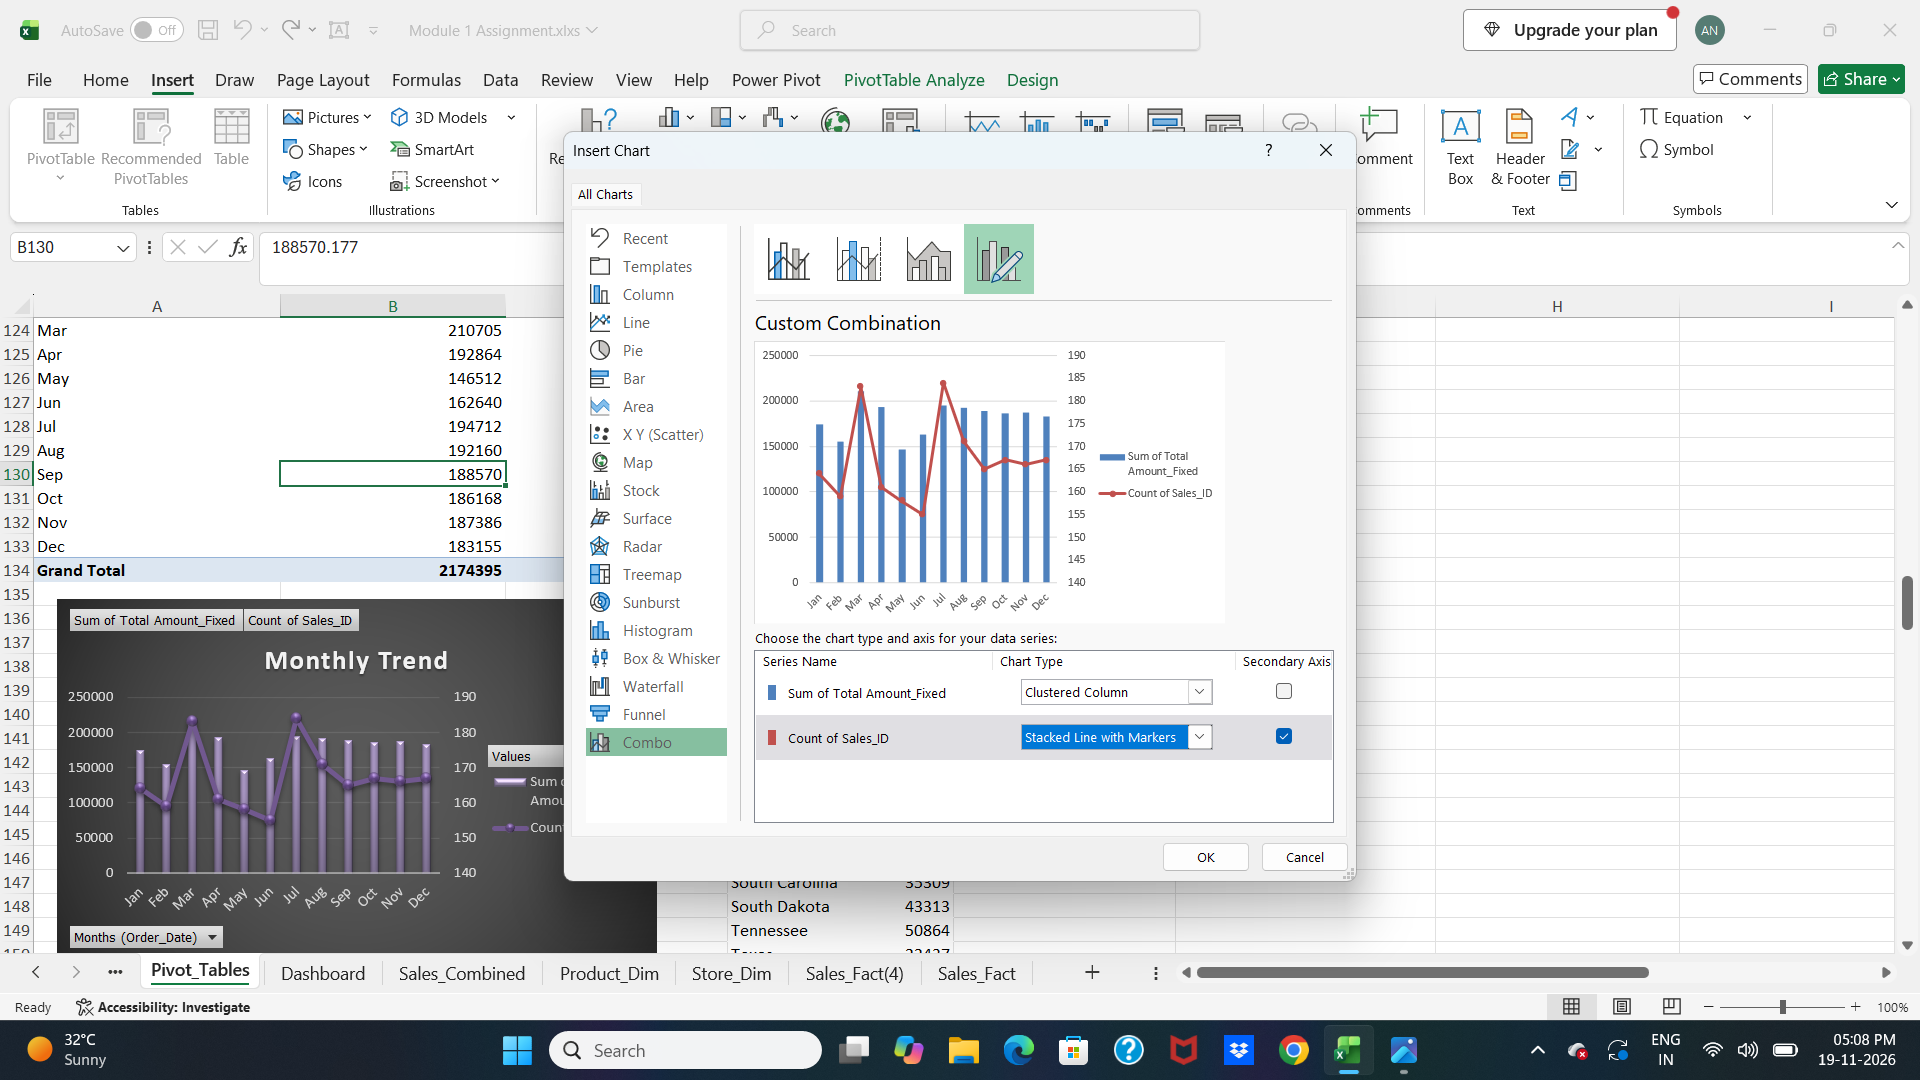 AutoSave Off Module 1 Assignment.xlxs Search Upgrade your plan AN
File Home Insert Draw Page Layout Formulas Data Review View Help Power Pivot PivotTable Analyze Design Comments Share
PivotTable
Recommended PivotTables
Table
Tables
Pictures
Shapes
Icons
3D Models
SmartArt
Screenshot
Illustrations
Text Box
Header & Footer
Text
Equation
Symbol
Symbols
B130 fx 188570.177
Insert Chart ?
All Charts
Recent
Templates
Column
Line
Pie
Bar
Area
X Y (Scatter)
Map
Stock
Surface
Radar
Treemap
Sunburst
Histogram
Box & Whisker
Waterfall
Funnel
Combo
Custom Combination
250000
200000
150000
100000
50000
0
190
185
180
175
170
165
160
155
150
145
140
Jan Feb Mar Apr May Jun Jul Aug Sep Oct Nov Dec
Sum of Total
Amount_Fixed
Count of Sales_ID
Choose the chart type and axis for your data series:
Series Name Chart Type Secondary Axis
Sum of Total Amount_Fixed Clustered Column
Count of Sales_ID Stacked Line with Markers
OK Cancel
A B H I
124 Mar 210705
125 Apr 192864
126 May 146512
127 Jun 162640
128 Jul 194712
129 Aug 192160
130 Sep 188570
131 Oct 186168
132 Nov 187386
133 Dec 183155
134 Grand Total 2174395
135
136
137
138
139
140
141
142
143
144
145
146
147
148
149
Sum of Total Amount_Fixed Count of Sales_ID
Monthly Trend
250000
200000
150000
100000
50000
0
190
180
170
160
150
140
Jan Feb Mar Apr May Jun Jul Aug Sep Oct Nov Dec
Values
Months (Order_Date)
South Carolina 35309
South Dakota 43313
Tennessee 50864
Pivot_Tables Dashboard Sales_Combined Product_Dim Store_Dim Sales_Fact(4) Sales_Fact
Ready Accessibility: Investigate 100%
32°C
Sunny
Search
ENG
IN
05:08 PM
19-11-2026